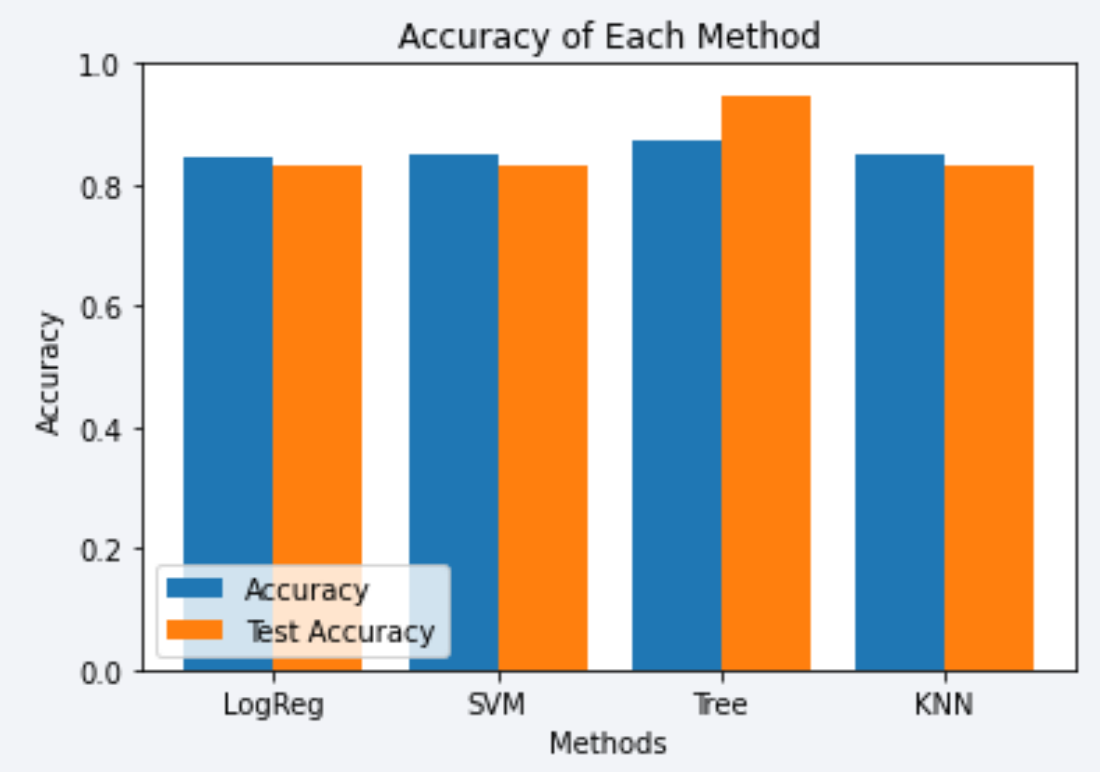 Accuracy of Each Method
Accuracy
1.0
0.8
0.6
0.4
0.2
0.0
Accuracy
Test Accuracy
LogReg SVM Tree KNN
Methods